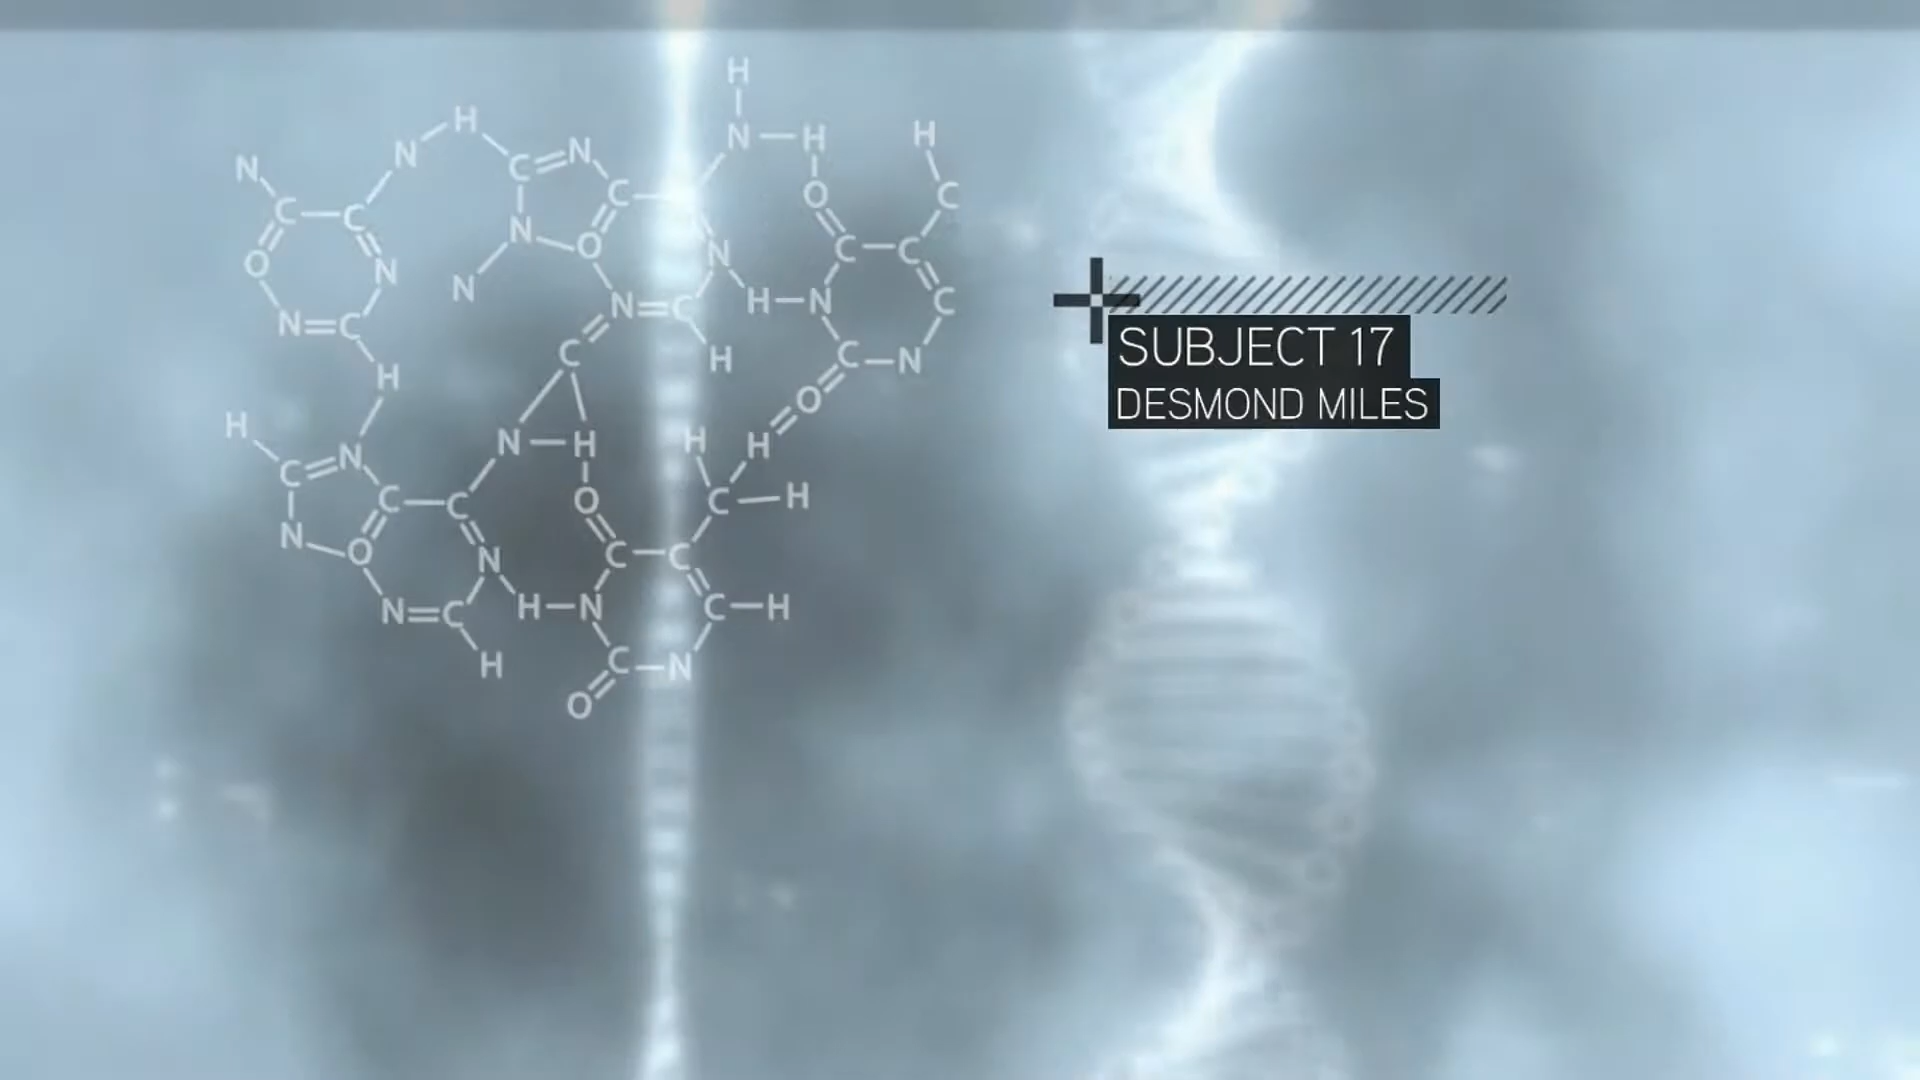 SUBJECT 17
DESMOND MILES
H
N H H
N N C N N H
C C C O C
N O C C
O N N C H N C
N C N C
H C C N
H O
H N C N H H H
C O C H
N O C C
N C N C
N C H N C H
H C N
O